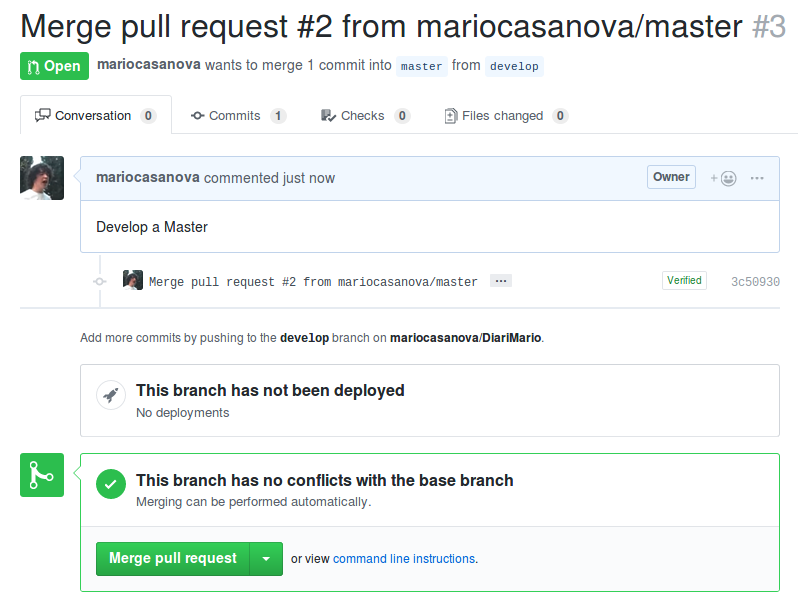 Merge pull request #2 from mariocasanova/master #3
Open mariocasanova wants to merge 1 commit into master from develop
Conversation 0 Commits 1 Checks 0 Files changed 0
mariocasanova commented just now Owner
Develop a Master
Merge pull request #2 from mariocasanova/master ... Verified 3c50930
Add more commits by pushing to the develop branch on mariocasanova/DiariMario.
This branch has not been deployed
No deployments
This branch has no conflicts with the base branch
Merging can be performed automatically.
Merge pull request or view command line instructions.